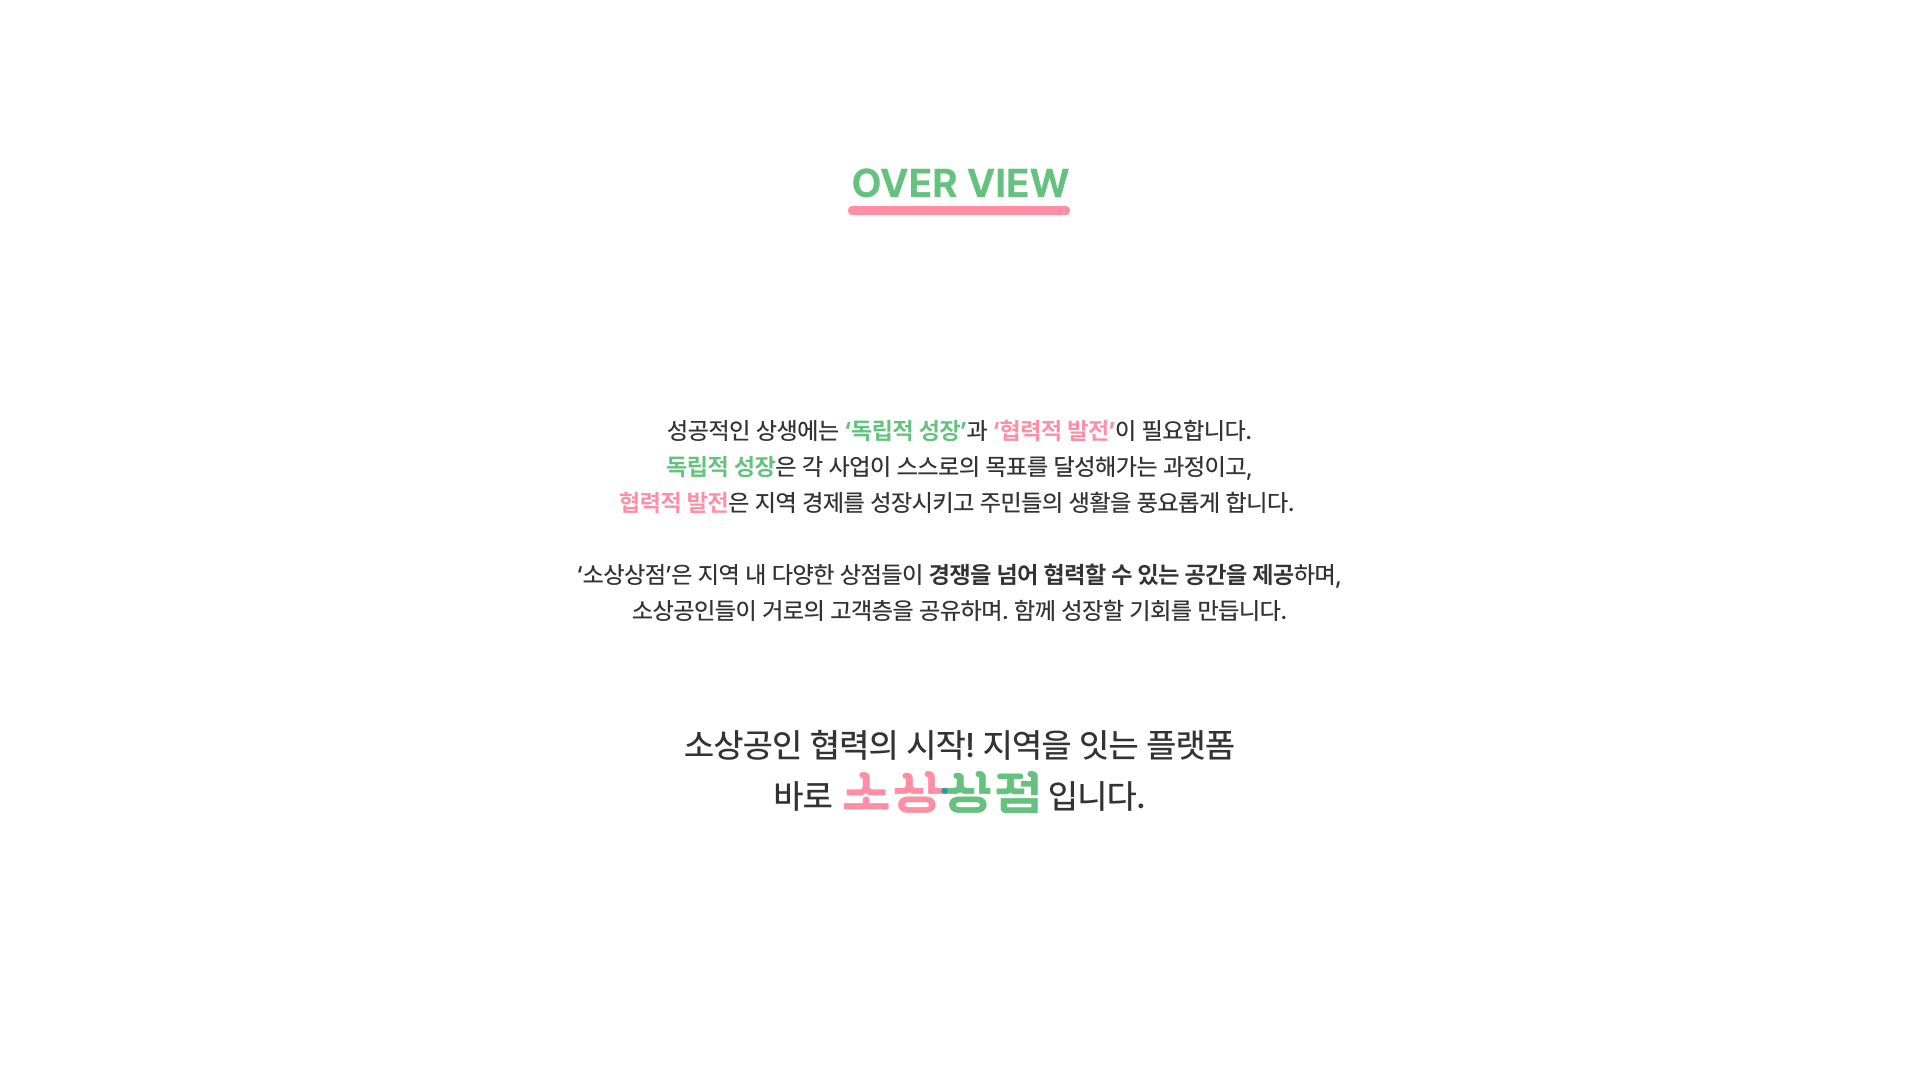 OVER VIEW
성공적인 상생에는 ‘독립적 성장’과 ‘협력적 발전’이 필요합니다.
독립적 성장은 각 사업이 스스로의 목표를 달성해가는 과정이고,
협력적 발전은 지역 경제를 성장시키고 주민들의 생활을 풍요롭게 합니다.
‘소상상점’은 지역 내 다양한 상점들이 경쟁을 넘어 협력할 수 있는 공간을 제공하며,
소상공인들이 거로의 고객층을 공유하며. 함께 성장할 기회를 만듭니다.
소상공인 협력의 시작! 지역을 잇는 플랫폼
바로 소상상점 입니다.